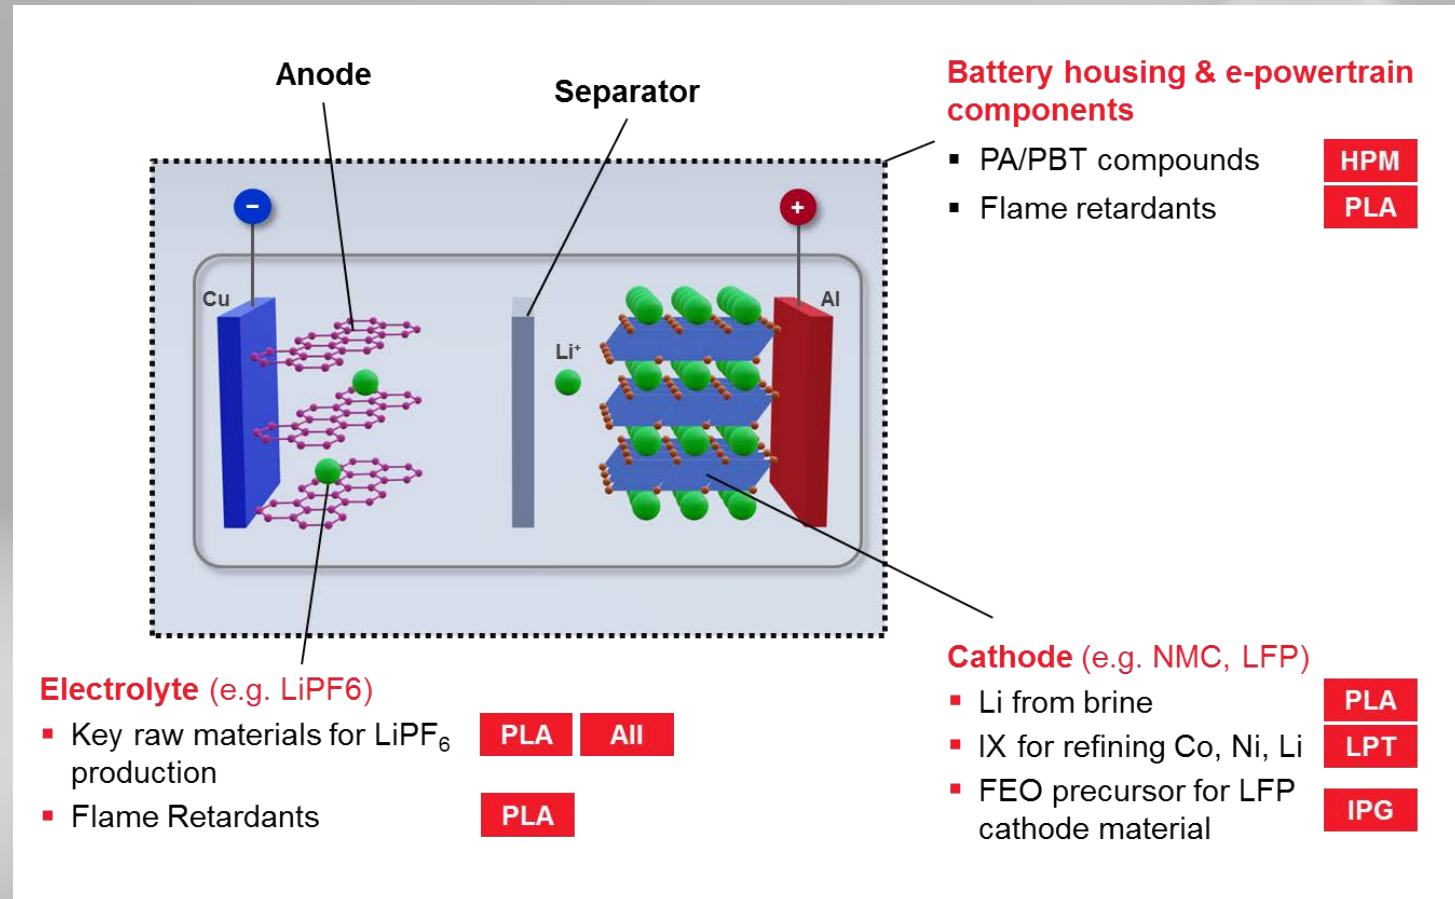 Anode
Separator
Battery housing & e-powertrain
components
▪ PA/PBT compounds HPM
▪ Flame retardants PLA
−
+
Cu
Al
Li⁺
Electrolyte (e.g. LiPF6)
▪ Key raw materials for LiPF₆ PLA AII
production
▪ Flame Retardants PLA
Cathode (e.g. NMC, LFP)
▪ Li from brine PLA
▪ IX for refining Co, Ni, Li LPT
▪ FEO precursor for LFP
cathode material IPG